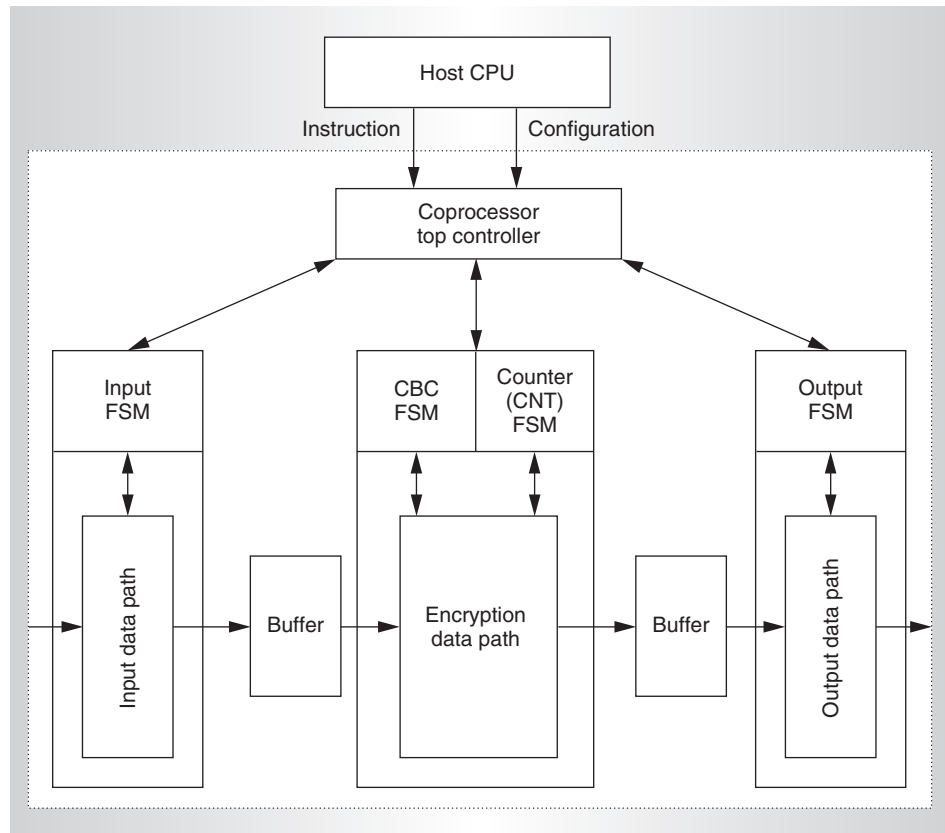 Host CPU
Instruction
Configuration
Coprocessor
top controller
Input
FSM
CBC
FSM
Counter
(CNT)
FSM
Output
FSM
Input data path
Buffer
Encryption
data path
Buffer
Output data path